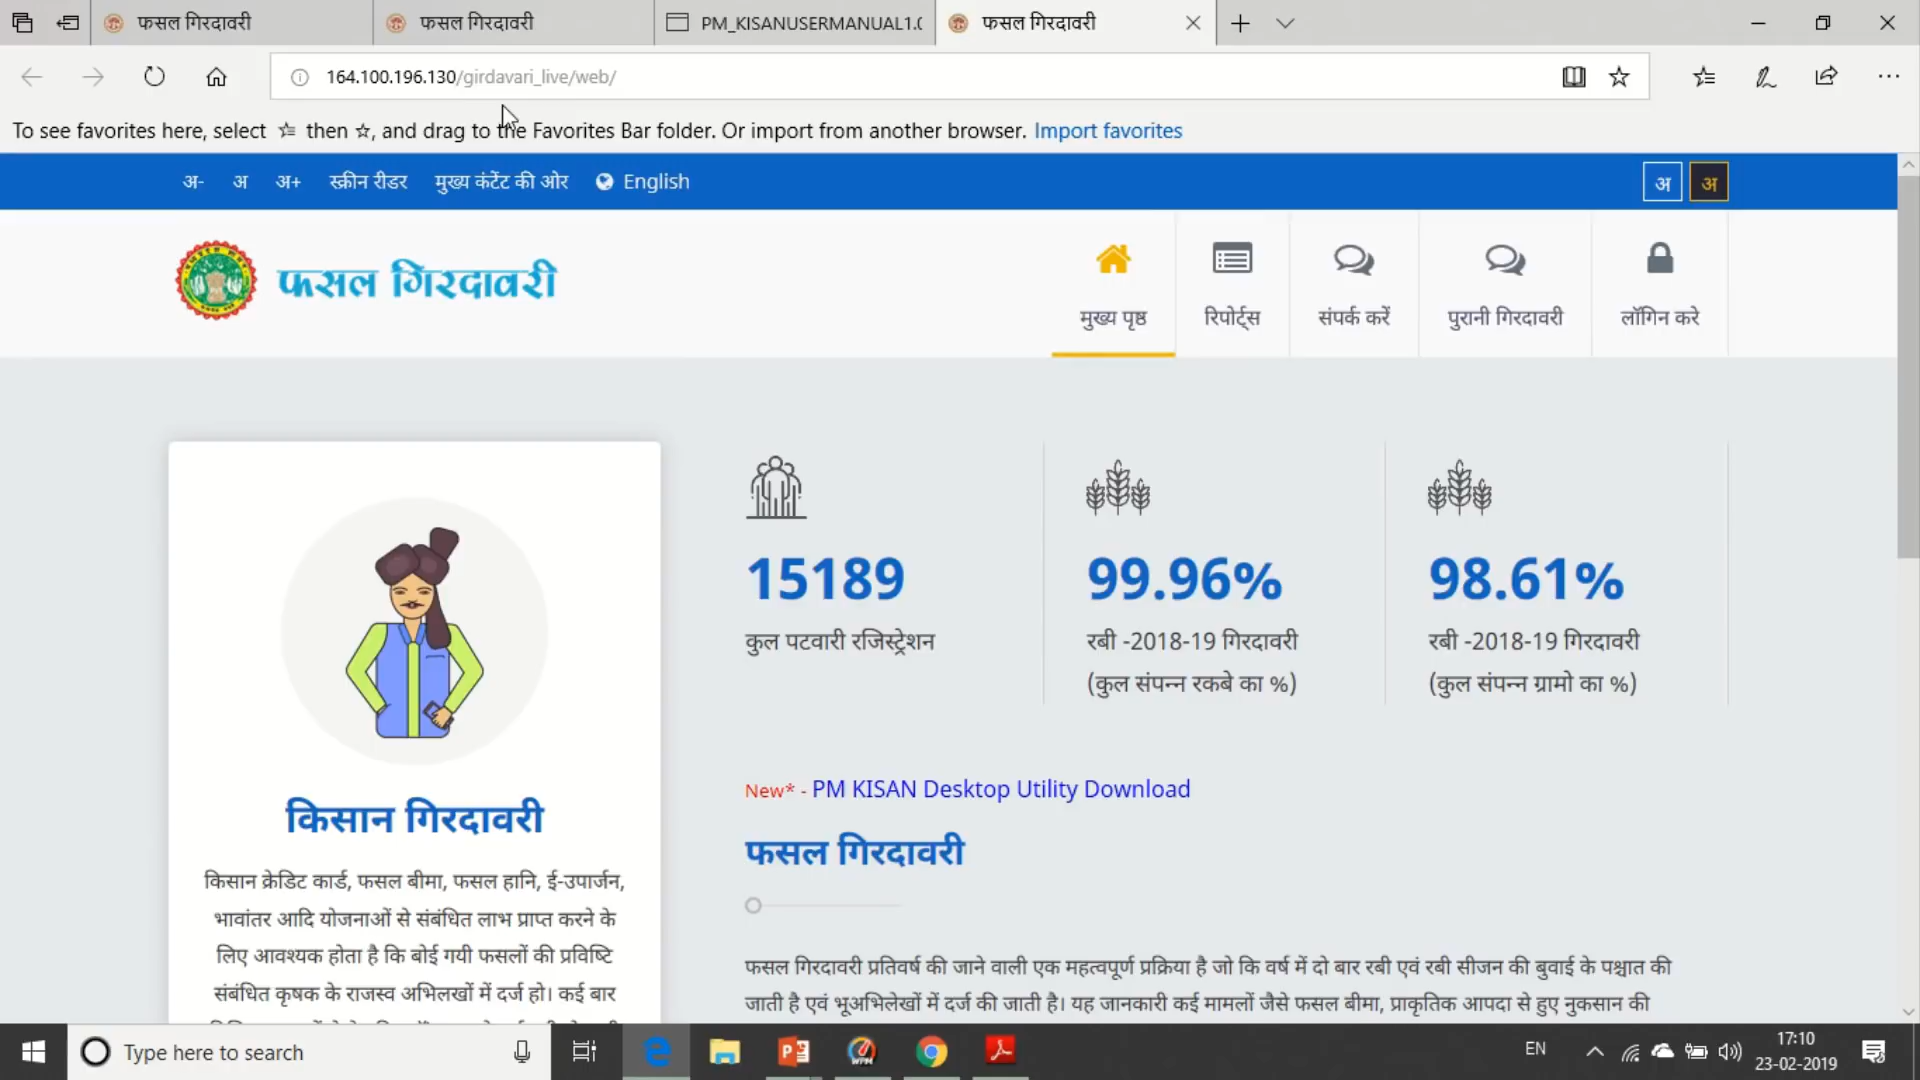 फसल गिरदावरी
फसल गिरदावरी
PM_KISANUSERMANUAL1.0
फसल गिरदावरी
164.100.196.130/girdavari_live/web/
To see favorites here, select then , and drag to the Favorites Bar folder. Or import from another browser. Import favorites
अ- अ अ+ स्क्रीन रीडर मुख्य कंटेंट की ओर English अ अ
फसल गिरदावरी
मुख्य पृष्ठ रिपोर्ट्स संपर्क करें पुरानी गिरदावरी लॉगिन करे
15189 99.96% 98.61%
कुल पटवारी रजिस्ट्रेशन रबी -2018-19 गिरदावरी रबी -2018-19 गिरदावरी
(कुल संपन्न रकबे का %) (कुल संपन्न ग्रामो का %)
New* - PM KISAN Desktop Utility Download
फसल गिरदावरी
फसल गिरदावरी प्रतिवर्ष की जाने वाली एक महत्वपूर्ण प्रक्रिया है जो कि वर्ष में दो बार रबी एवं रबी सीजन की बुवाई के पश्चात की
जाती है एवं भूअभिलेखों में दर्ज की जाती है। यह जानकारी कई मामलों जैसे फसल बीमा, प्राकृतिक आपदा से हुए नुकसान की
किसान गिरदावरी
किसान क्रेडिट कार्ड, फसल बीमा, फसल हानि, ई-उपार्जन,
भावांतर आदि योजनाओं से संबंधित लाभ प्राप्त करने के
लिए आवश्यक होता है कि बोई गयी फसलों की प्रविष्टि
संबंधित कृषक के राजस्व अभिलखों में दर्ज हो। कई बार
Type here to search
EN
17:10
23-02-2019